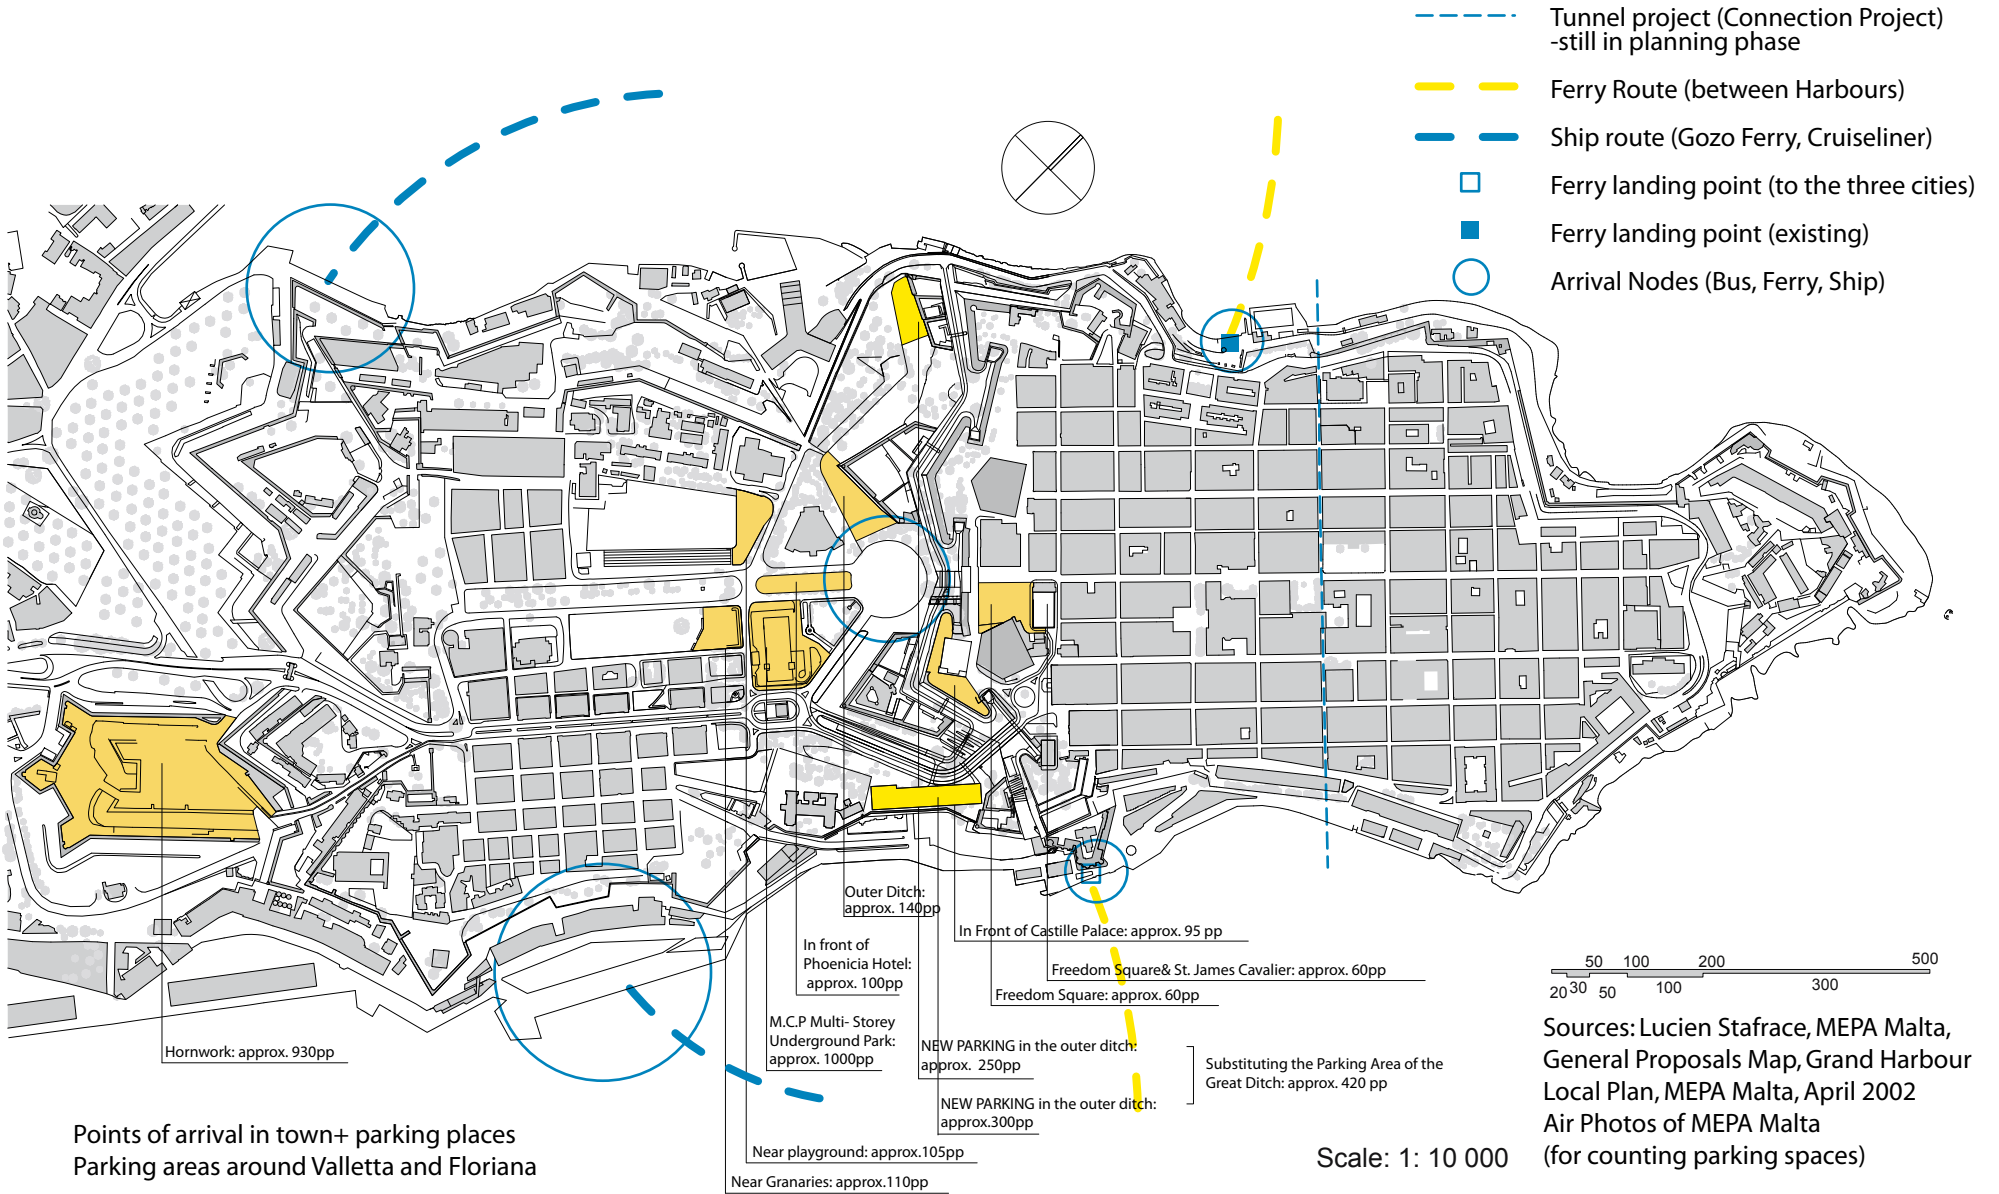 Tunnel project (Connection Project)
-still in planning phase
Ferry Route (between Harbours)
Ship route (Gozo Ferry, Cruiseliner)
Ferry landing point (to the three cities)
Ferry landing point (existing)
Arrival Nodes (Bus, Ferry, Ship)
Outer Ditch:
approx. 140pp
In Front of Castille Palace: approx. 95 pp
In front of
Phoenicia Hotel:
approx. 100pp
Freedom Square& St. James Cavalier: approx. 60pp
Freedom Square: approx. 60pp
M.C.P Multi- Storey
Underground Park:
approx. 1000pp
NEW PARKING in the outer ditch:
approx. 250pp
Hornwork: approx. 930pp
Substituting the Parking Area of the
Great Ditch: approx. 420 pp
NEW PARKING in the outer ditch:
approx.300pp
Near playground: approx.105pp
Near Granaries: approx.110pp
50 100 200 500
20 30 50 100 300
Sources: Lucien Stafrace, MEPA Malta,
General Proposals Map, Grand Harbour
Local Plan, MEPA Malta, April 2002
Air Photos of MEPA Malta
(for counting parking spaces)
Scale: 1: 10 000
Points of arrival in town+ parking places
Parking areas around Valletta and Floriana